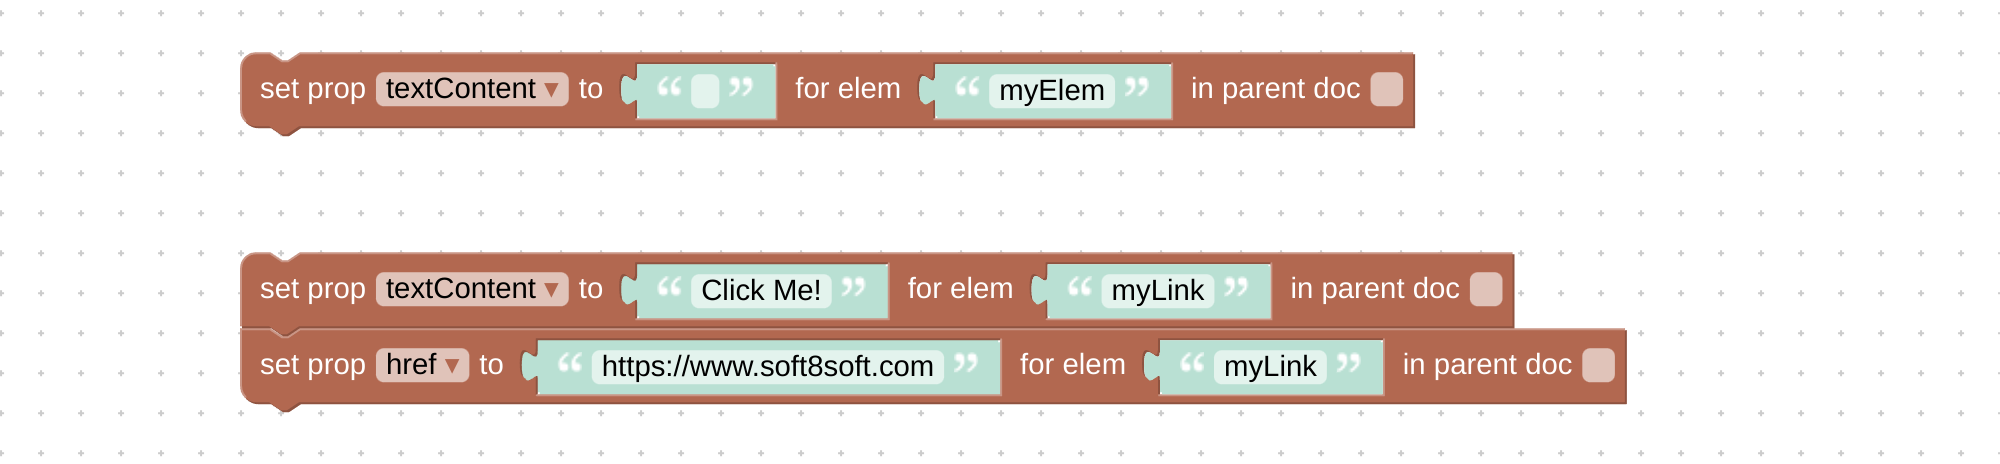 set prop textContent ▾ to “ ” for elem “ myElem ” in parent doc
set prop textContent ▾ to “ Click Me! ” for elem “ myLink ” in parent doc
set prop href ▾ to “ https://www.soft8soft.com ” for elem “ myLink ” in parent doc